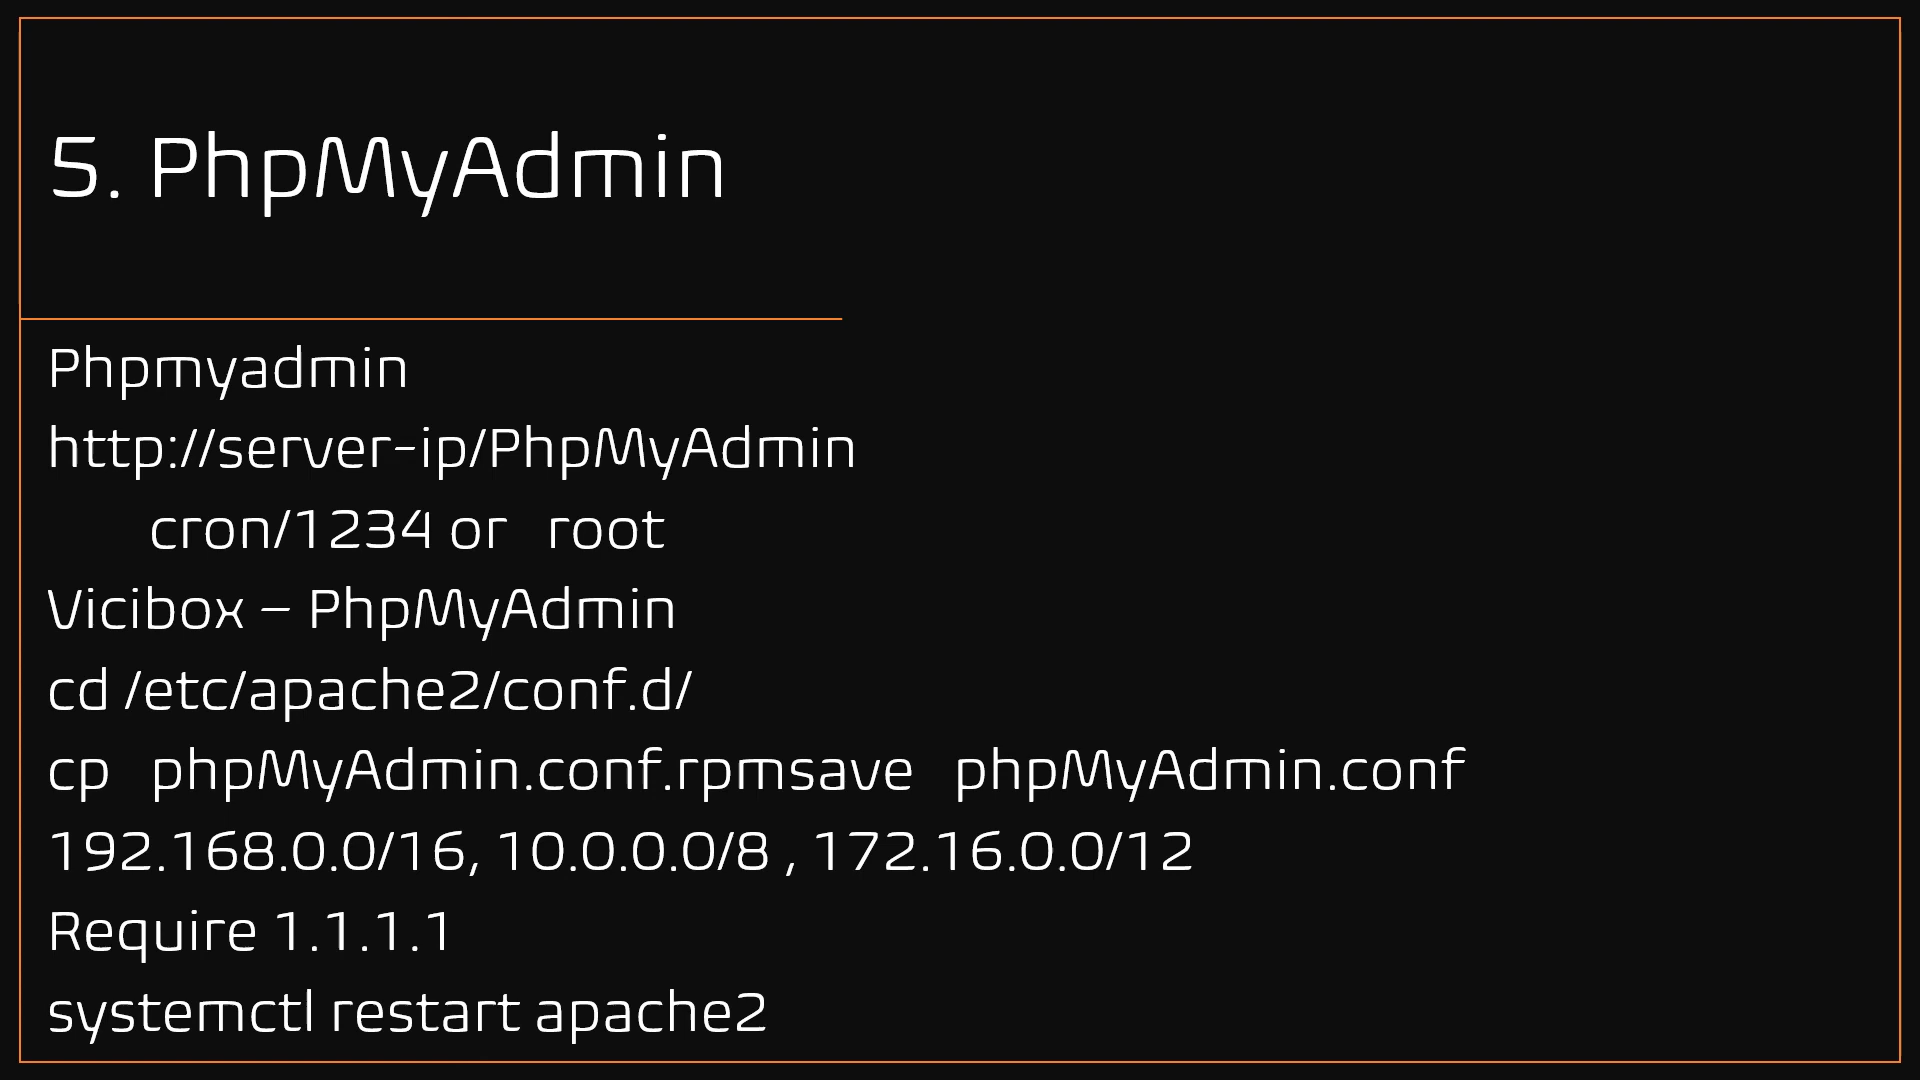 5. PhpMyAdmin
Phpmyadmin
http://server-ip/PhpMyAdmin
cron/1234 or root
Vicibox – PhpMyAdmin
cd /etc/apache2/conf.d/
cp phpMyAdmin.conf.rpmsave phpMyAdmin.conf
192.168.0.0/16, 10.0.0.0/8 , 172.16.0.0/12
Require 1.1.1.1
systemctl restart apache2